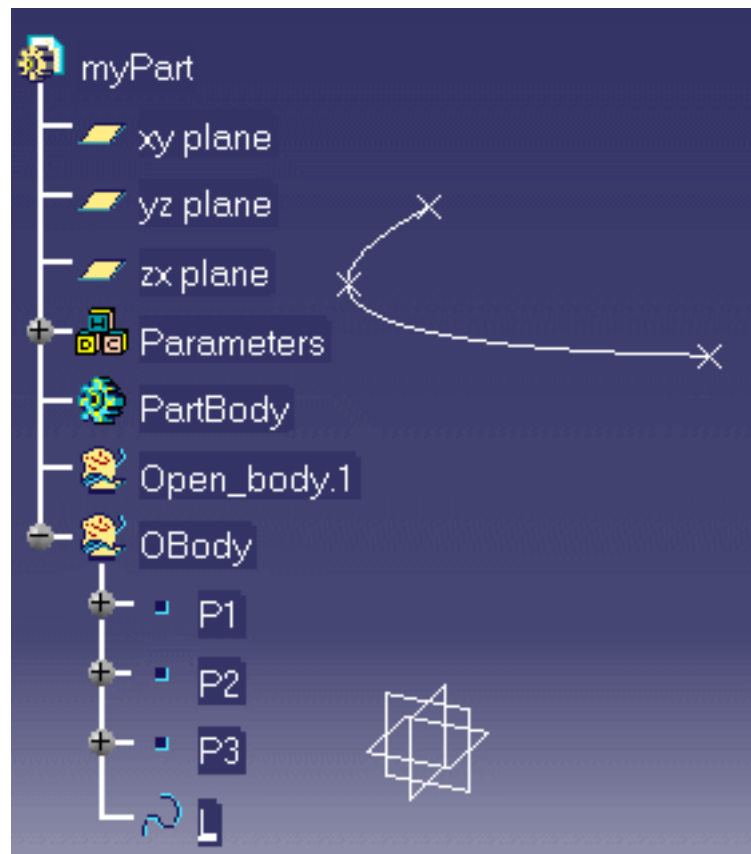 myPart
xy plane
yz plane
zx plane
Parameters
PartBody
Open_body.1
OBody
P1
P2
P3
L